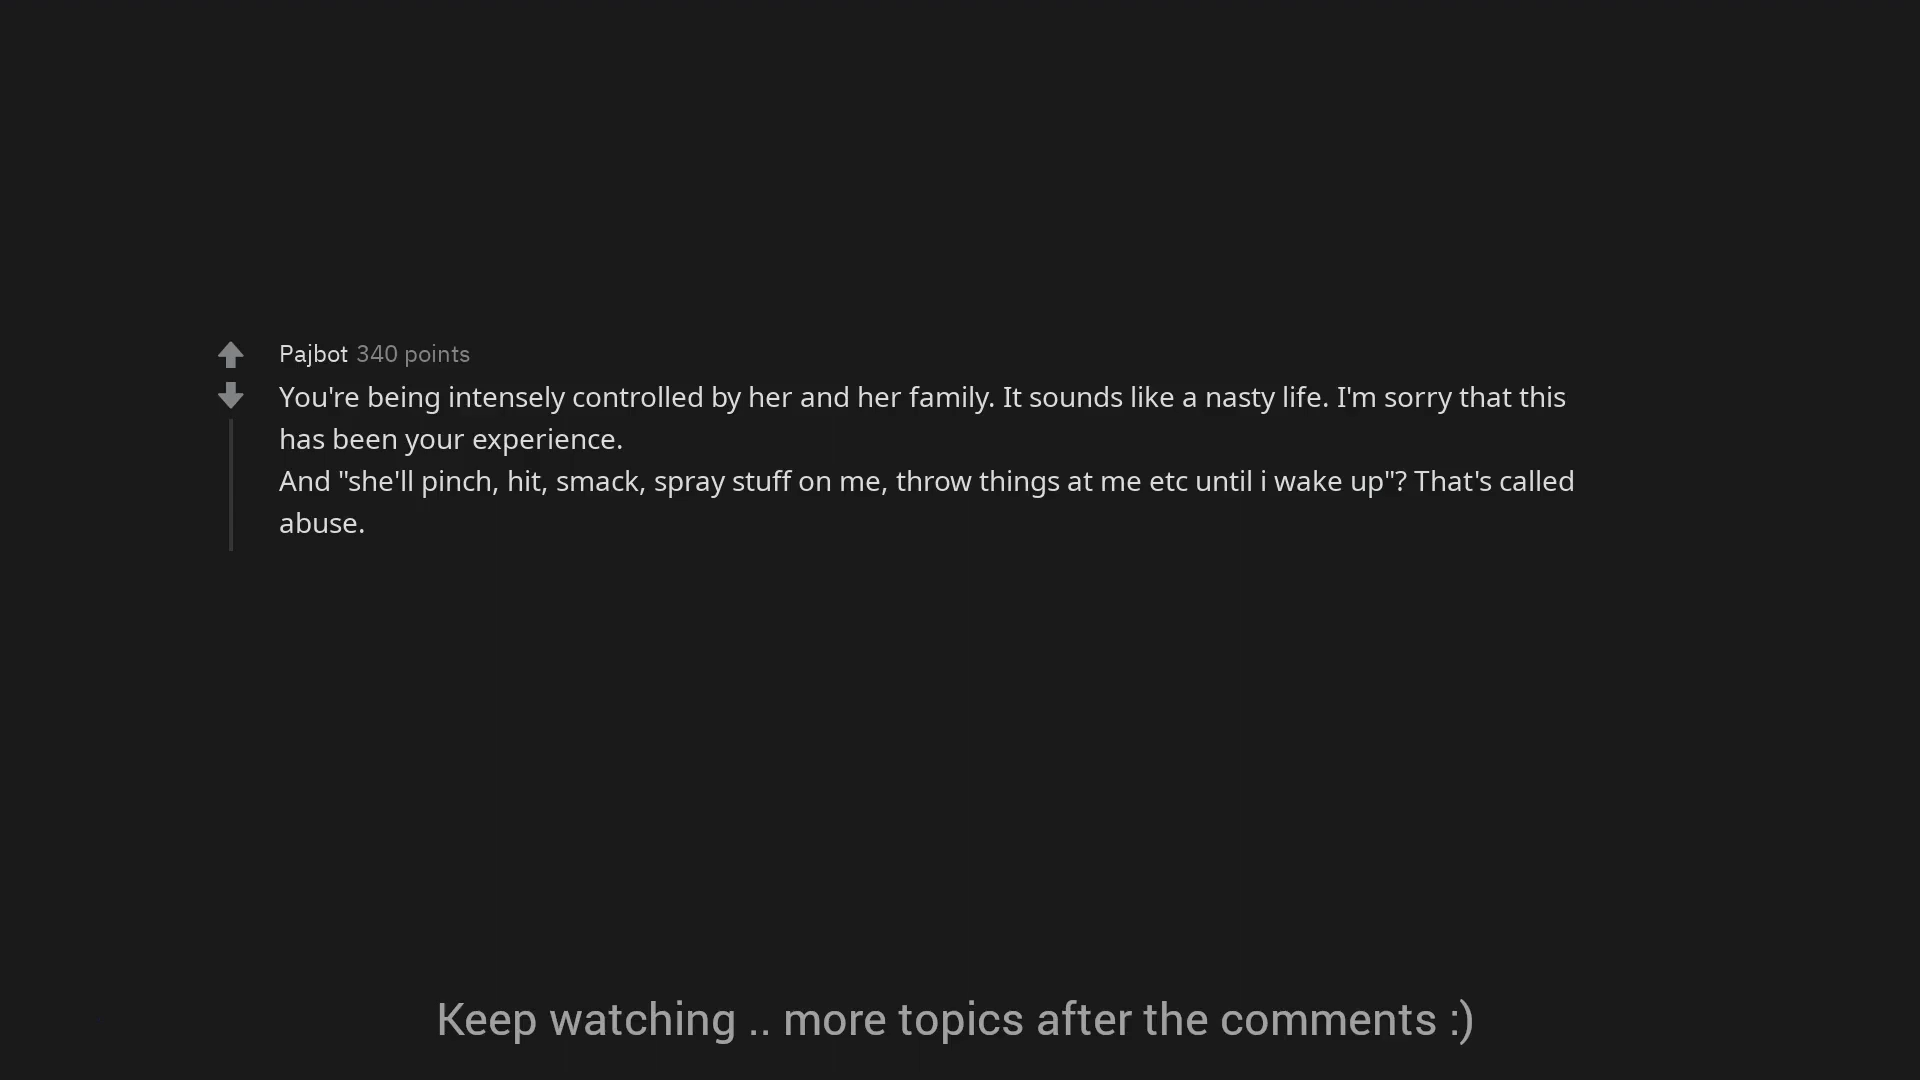 Pajbot 340 points
You're being intensely controlled by her and her family. It sounds like a nasty life. I'm sorry that this
has been your experience.
And "she'll pinch, hit, smack, spray stuff on me, throw things at me etc until i wake up"? That's called
abuse.
Keep watching .. more topics after the comments :)